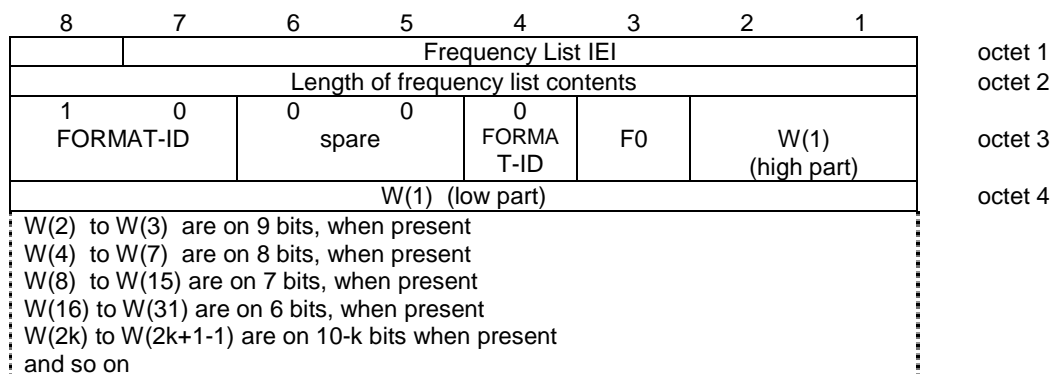 8 7 6 5 4 3 2 1
Frequency List IEI octet 1
Length of frequency list contents octet 2
1 0 0 0 0
FORMAT-ID spare FORMA F0 W(1) octet 3
T-ID (high part)
W(1) (low part) octet 4
W(2) to W(3) are on 9 bits, when present
W(4) to W(7) are on 8 bits, when present
W(8) to W(15) are on 7 bits, when present
W(16) to W(31) are on 6 bits, when present
W(2k) to W(2k+1-1) are on 10-k bits when present
and so on